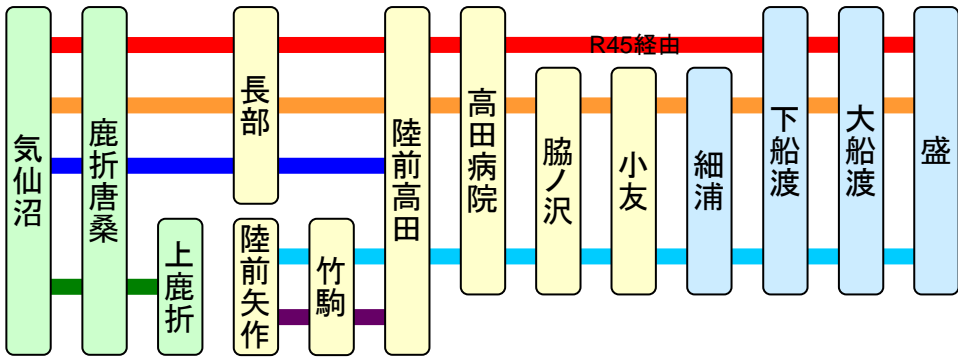 気仙沼
鹿折唐桑
上鹿折
長部
陸前矢作
竹駒
陸前高田
高田病院
R45経由
脇ノ沢
小友
細浦
下船渡
大船渡
盛